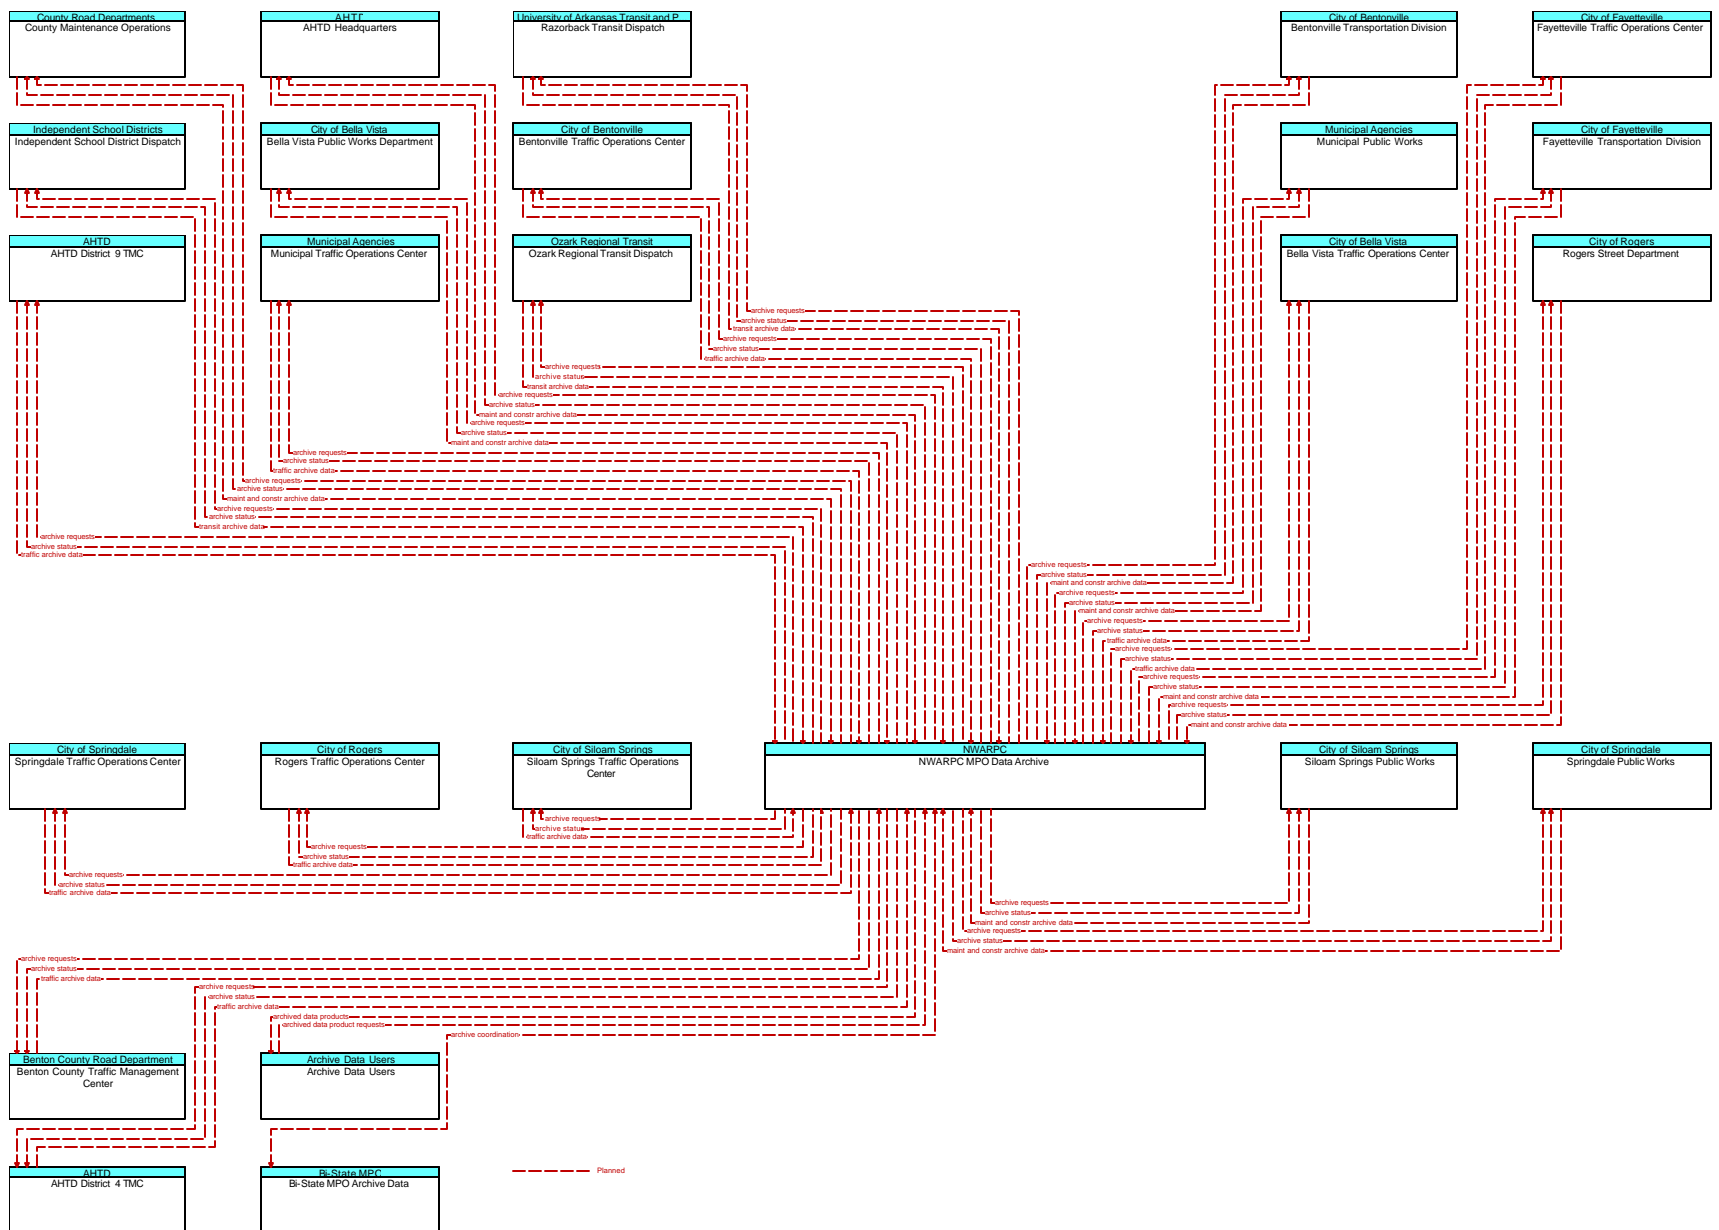 County Road Departments
County Maintenance Operations
AHTD
AHTD Headquarters
University of Arkansas Transit and P
Razorback Transit Dispatch
City of Bentonville
Bentonville Transportation Division
City of Fayetteville
Fayetteville Traffic Operations Center
Independent School Districts
Independent School District Dispatch
City of Bella Vista
Bella Vista Public Works Department
City of Bentonville
Bentonville Traffic Operations Center
Municipal Agencies
Municipal Public Works
City of Fayetteville
Fayetteville Transportation Division
AHTD
AHTD District 9 TMC
Municipal Agencies
Municipal Traffic Operations Center
Ozark Regional Transit
Ozark Regional Transit Dispatch
City of Bella Vista
Bella Vista Traffic Operations Center
City of Rogers
Rogers Street Department
archive requests
archive status
transit archive data
archive requests
archive status
traffic archive data
archive requests
archive status
transit archive data
archive requests
archive status
maint and constr archive data
archive requests
archive status
maint and constr archive data
archive requests
archive status
traffic archive data
archive requests
archive status
maint and constr archive data
archive requests
archive status
transit archive data
archive requests
archive status
traffic archive data
archive requests
archive status
maint and constr archive data
archive requests
archive status
maint and constr archive data
archive requests
archive status
traffic archive data
archive requests
archive status
traffic archive data
archive requests
archive status
maint and constr archive data
archive requests
archive status
maint and constr archive data
City of Springdale
Springdale Traffic Operations Center
City of Rogers
Rogers Traffic Operations Center
City of Siloam Springs
Siloam Springs Traffic Operations
Center
NWARPC
NWARPC MPO Data Archive
City of Siloam Springs
Siloam Springs Public Works
City of Springdale
Springdale Public Works
archive requests
archive status
traffic archive data
archive requests
archive status
traffic archive data
archive requests
archive status
traffic archive data
archive requests
archive status
maint and constr archive data
archive requests
archive status
maint and constr archive data
archive requests
archive status
traffic archive data
archive requests
archive status
traffic archive data
archived data products
archived data product requests
archive coordination
Benton County Road Department
Benton County Traffic Management
Center
Archive Data Users
Archive Data Users
AHTD
AHTD District 4 TMC
Bi-State MPC
Bi-State MPO Archive Data
Planned